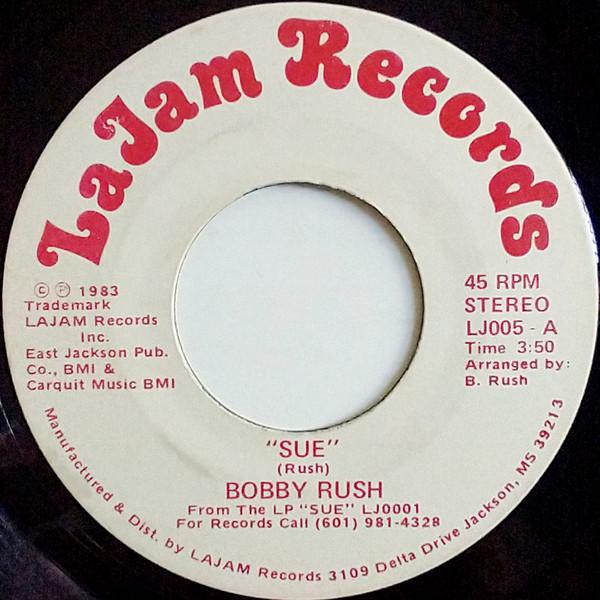 LaJam Records
© ℗ 1983
Trademark
LAJAM Records
Inc.
East Jackson Pub.
Co., BMI &
Carquit Music BMI
45 RPM
STEREO
LJ005 - A
Time 3:50
Arranged by:
B. Rush
"SUE"
(Rush)
BOBBY RUSH
From The LP "SUE" LJ0001
For Records Call (601) 981-4328
Manufactured & Dist. by LAJAM Records 3109 Delta Drive Jackson, MS 39213